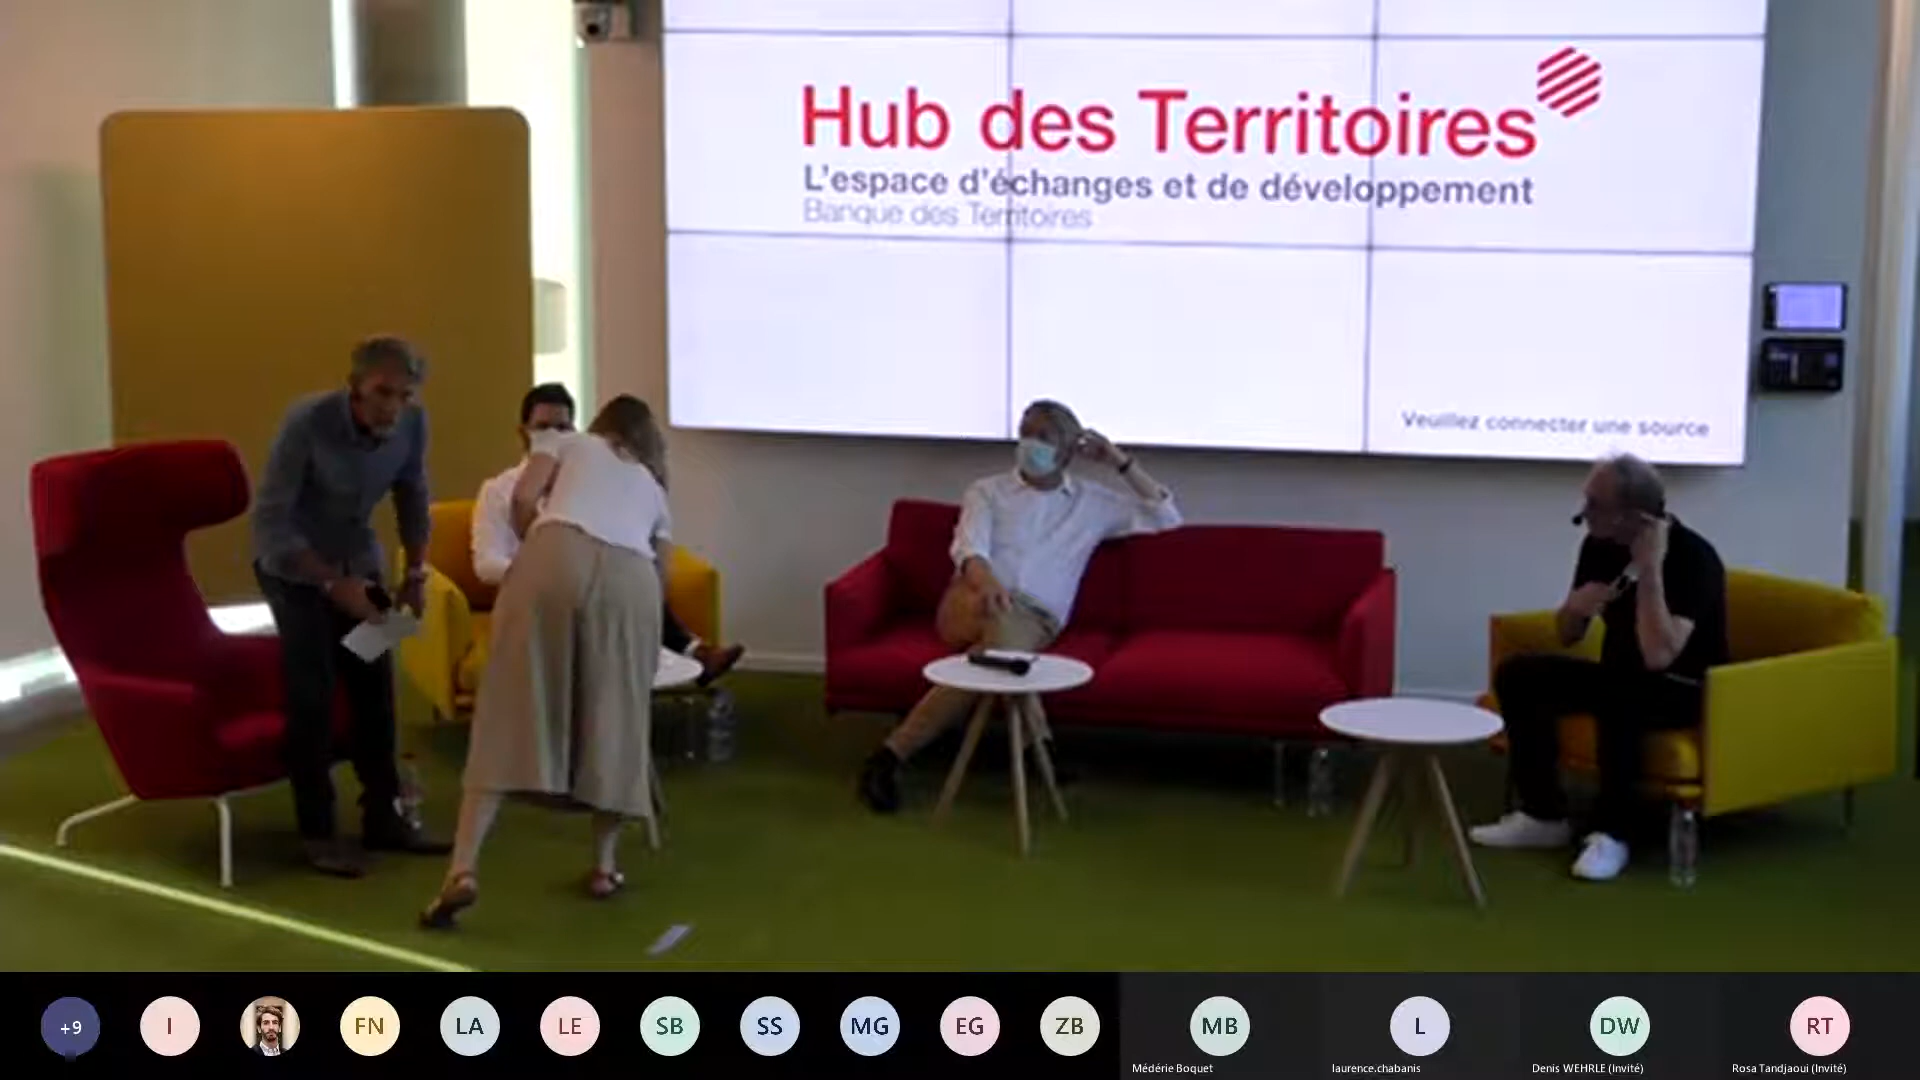 Hub des Territoires
L'espace d'échanges et de développement
Banque des Territoires
Veuillez connecter une source
+9
I
FN
LA
LE
SB
SS
MG
EG
ZB
MB
L
DW
RT
Médérie Boquet
laurence.chabanis
Denis WEHRLE (Invité)
Rosa Tandjaoui (Invité)